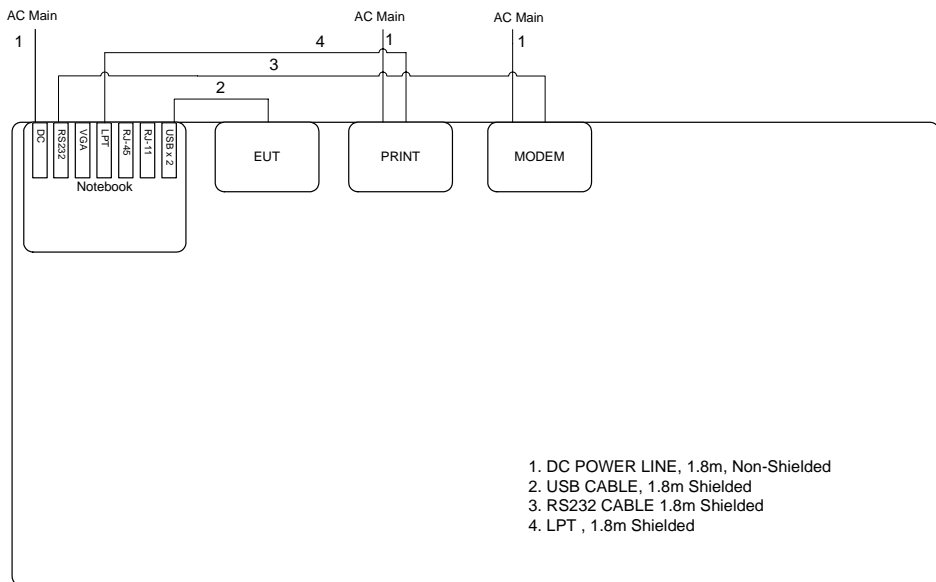 AC Main
AC Main
AC Main
1
4
1
1
3
2
DC
RS232
VGA
LPT
RJ-45
RJ-11
USB x 2
Notebook
EUT
PRINT
MODEM
1. DC POWER LINE, 1.8m, Non-Shielded
2. USB CABLE, 1.8m Shielded
3. RS232 CABLE 1.8m Shielded
4. LPT , 1.8m Shielded